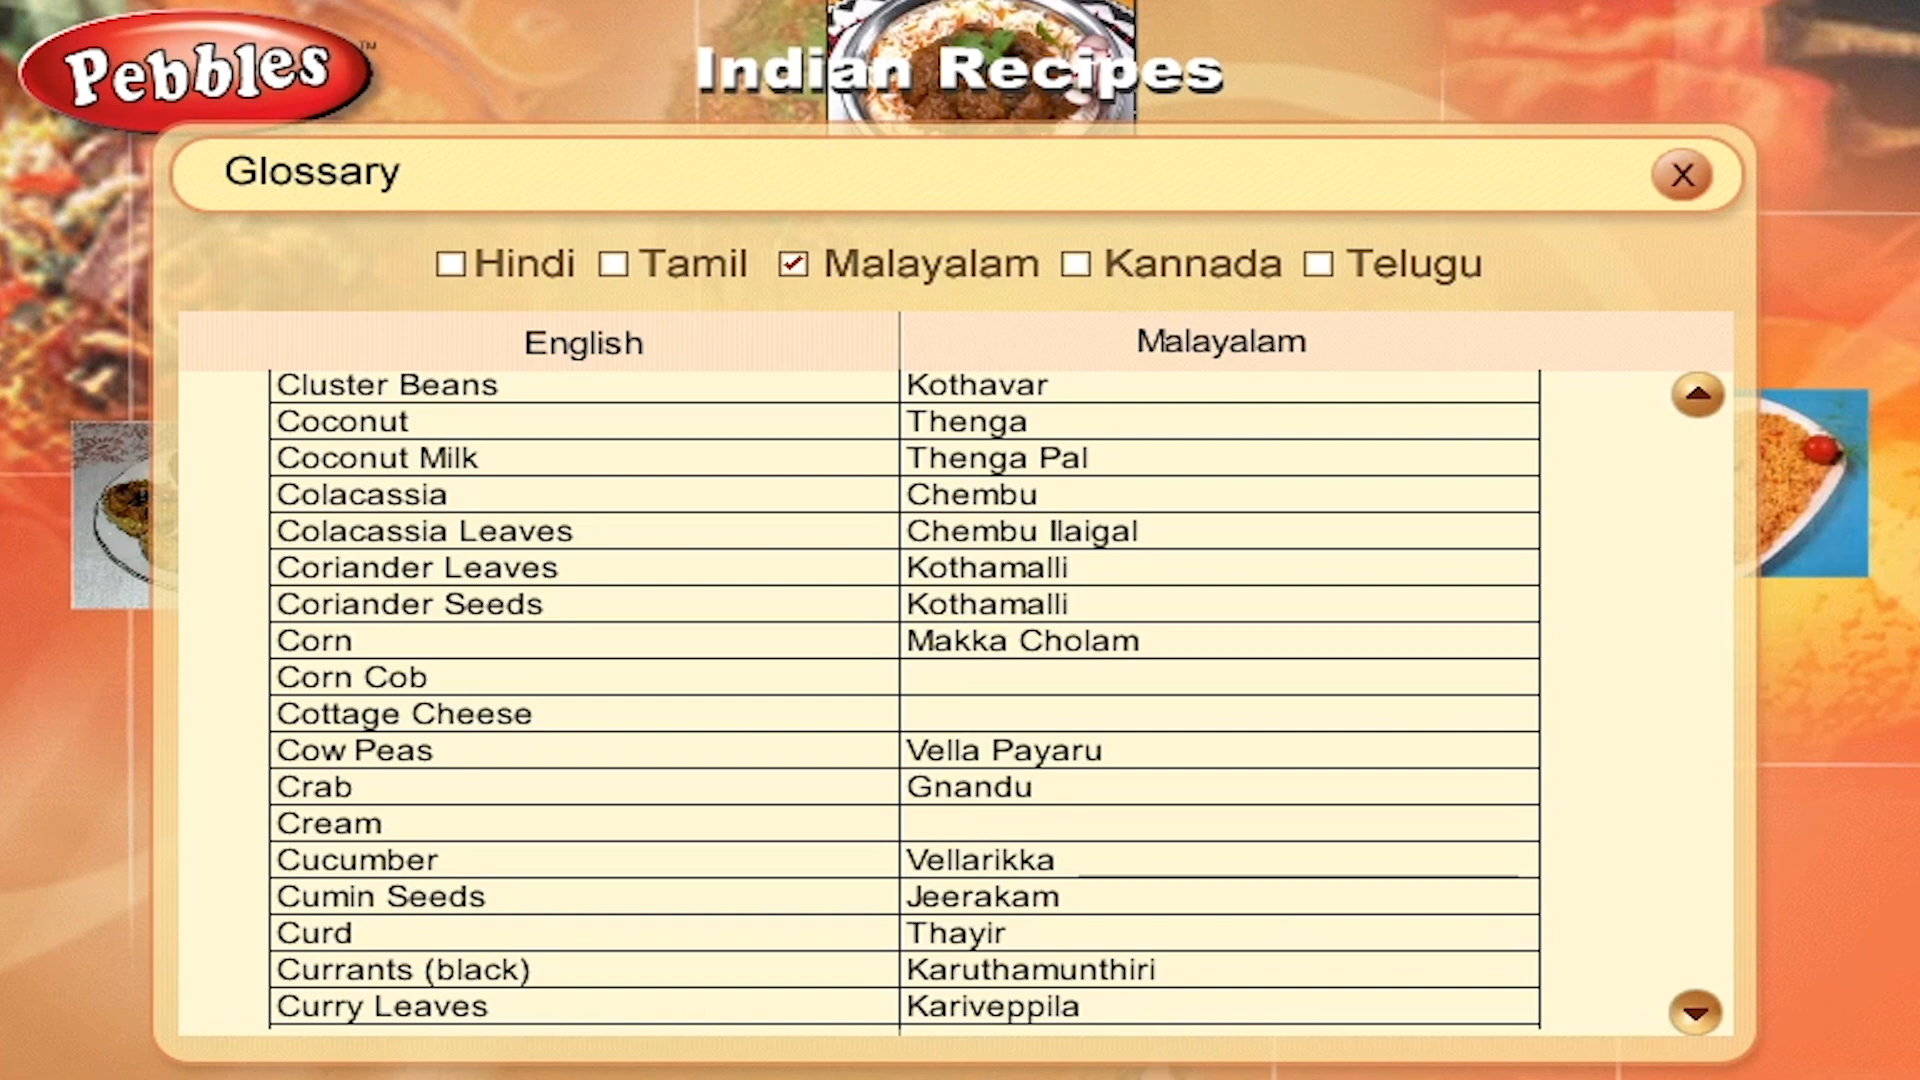 Pebbles™
Indian Recipes
Glossary
X
Hindi Tamil Malayalam Kannada Telugu
English Malayalam
Cluster Beans Kothavar
Coconut Thenga
Coconut Milk Thenga Pal
Colacassia Chembu
Colacassia Leaves Chembu Ilaigal
Coriander Leaves Kothamalli
Coriander Seeds Kothamalli
Corn Makka Cholam
Corn Cob
Cottage Cheese
Cow Peas Vella Payaru
Crab Gnandu
Cream
Cucumber Vellarikka
Cumin Seeds Jeerakam
Curd Thayir
Currants (black) Karuthamunthiri
Curry Leaves Kariveppila